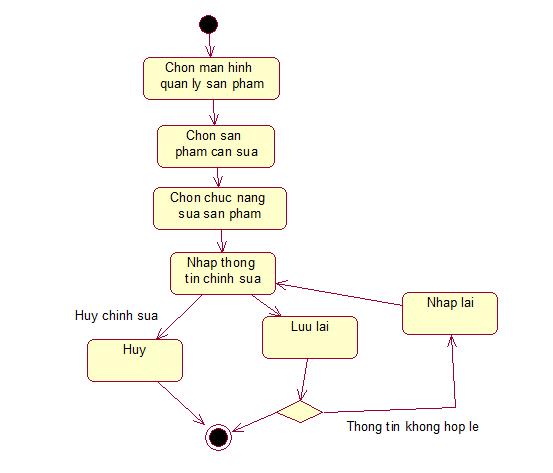 Chon man hinh
quan ly san pham
Chon san
pham can sua
Chon chuc nang
sua san pham
Nhap thong
tin chinh sua
Nhap lai
Huy chinh sua
Luu lai
Huy
Thong tin khong hop le